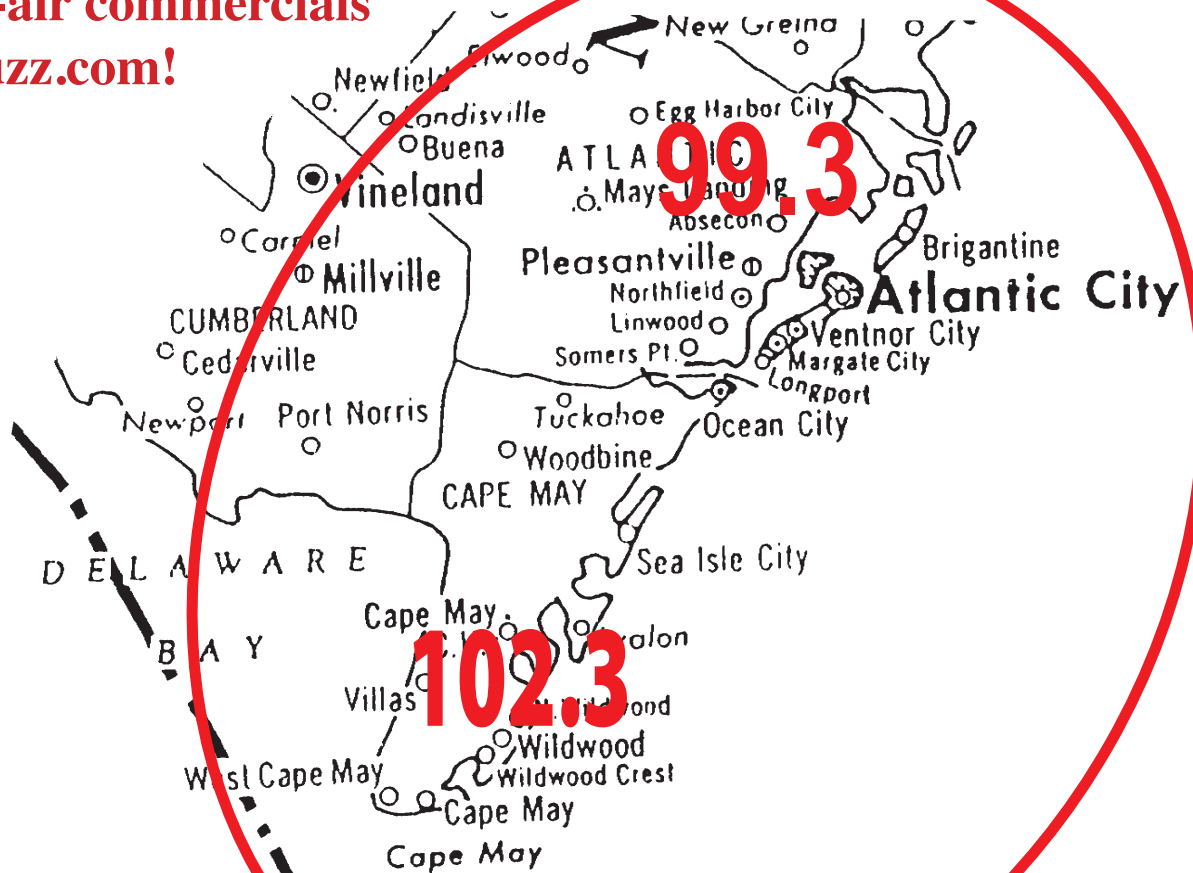 -air commercials
uzz.com!
New Gretna
Elwood
Newfield
Egg Harbor City
Landisville
Buena
99.3
Vineland
Mays Landing
Absecon
Carmel
Brigantine
Pleasantville
Millville
Northfield
Atlantic City
CUMBERLAND
Linwood
Ventnor City
Cedarville
Somers Pt.
Margate City
Longport
Newport
Port Norris
Tuckahoe
Ocean City
Woodbine
CAPE MAY
Sea Isle City
DELAWARE
Cape May
BAY
102.3
Villas
Wildwood
West Cape May
Wildwood Crest
Cape May
Cape May